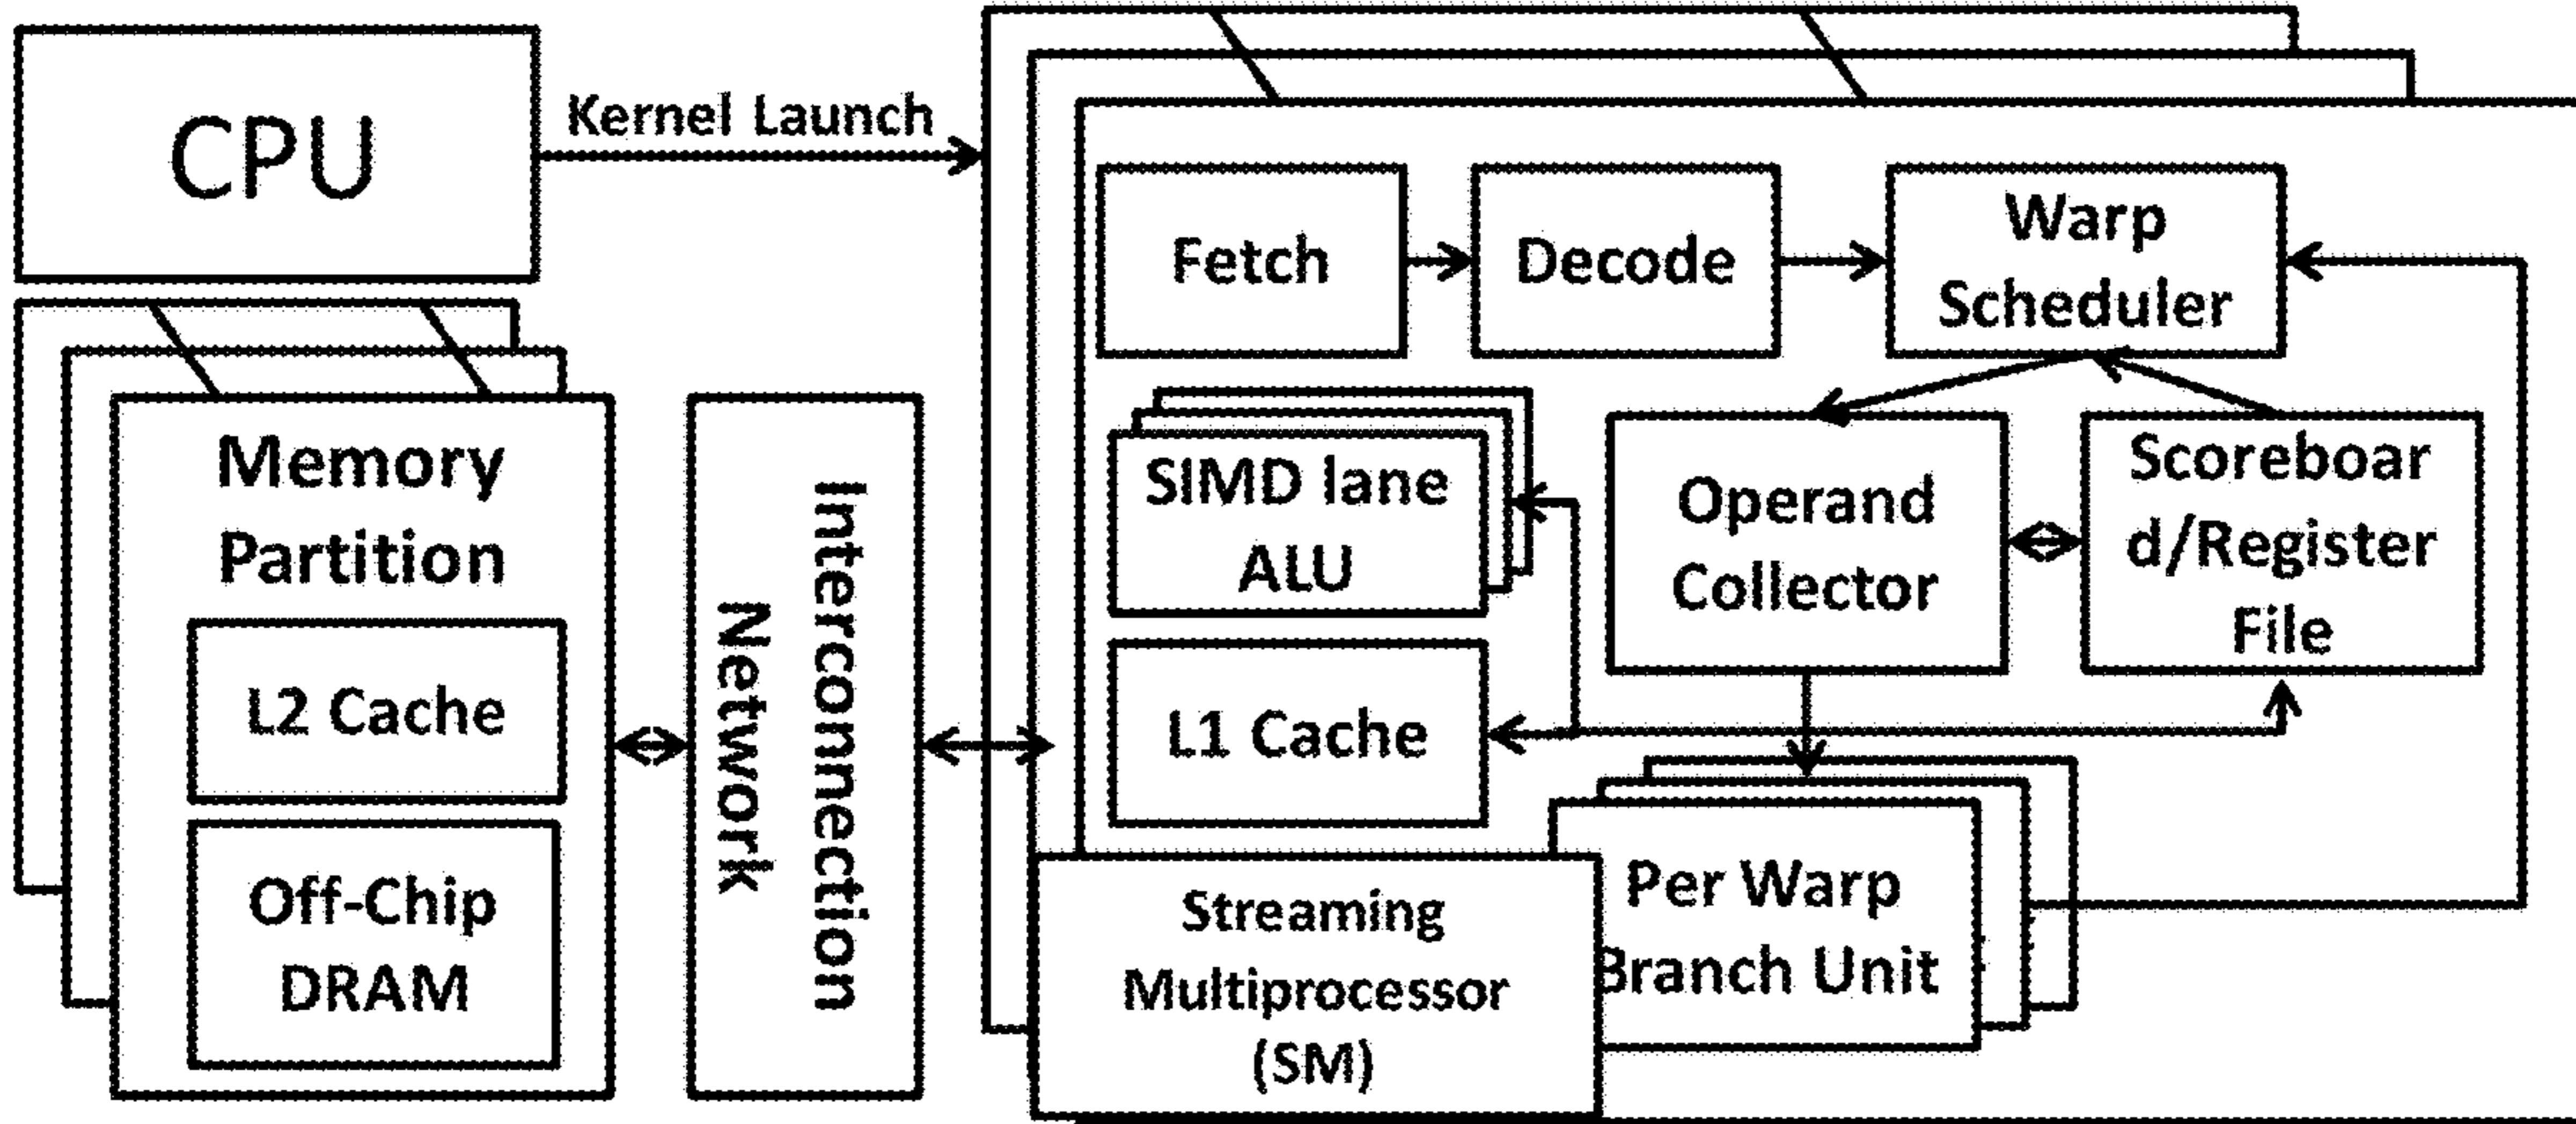 CPU
Kernel Launch
Fetch
Decode
Warp
Scheduler
Memory
Partition
L2 Cache
Off-Chip
DRAM
Interconnection
Network
SIMD lane
ALU
L1 Cache
Operand
Collector
Scoreboar
d/Register
File
Streaming
Multiprocessor
(SM)
Per Warp
Branch Unit